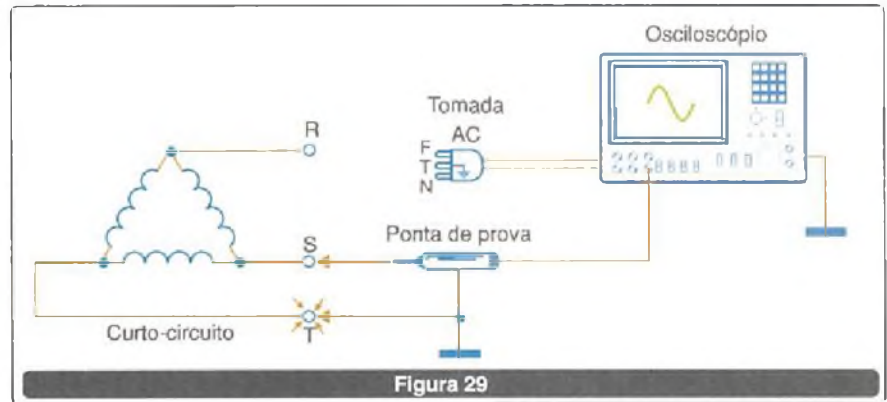 Osciloscópio
Tomada
AC
F
T
N
R
Ponta de prova
S
Curto-circuito
T
Figura 29